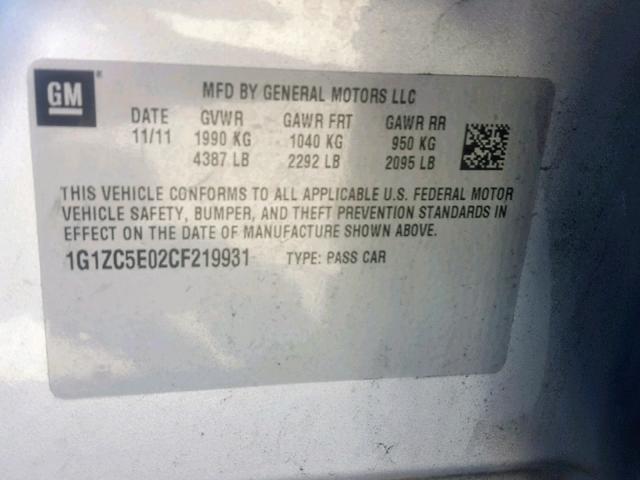 GM ®
MFD BY GENERAL MOTORS LLC
DATE GVWR GAWR FRT GAWR RR
11/11 1990 KG 1040 KG 950 KG
4387 LB 2292 LB 2095 LB
THIS VEHICLE CONFORMS TO ALL APPLICABLE U.S. FEDERAL MOTOR
VEHICLE SAFETY, BUMPER, AND THEFT PREVENTION STANDARDS IN
EFFECT ON THE DATE OF MANUFACTURE SHOWN ABOVE.
1G1ZC5E02CF219931 TYPE: PASS CAR